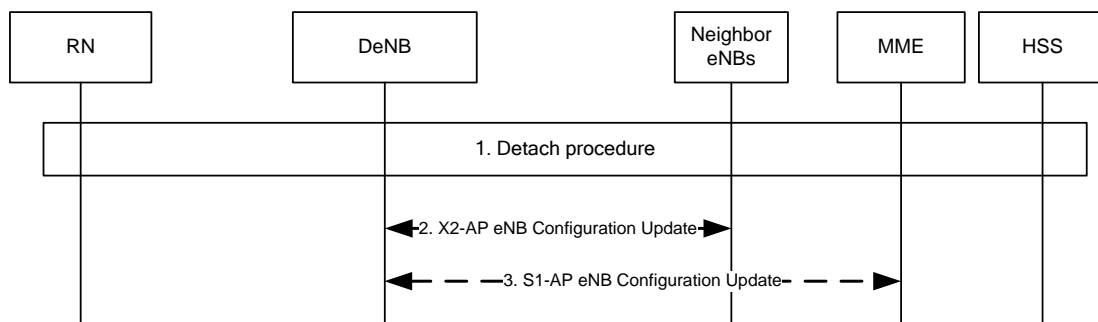 RN
DeNB
Neighbor
eNBs
MME
HSS
1. Detach procedure
2. X2-AP eNB Configuration Update
3. S1-AP eNB Configuration Update